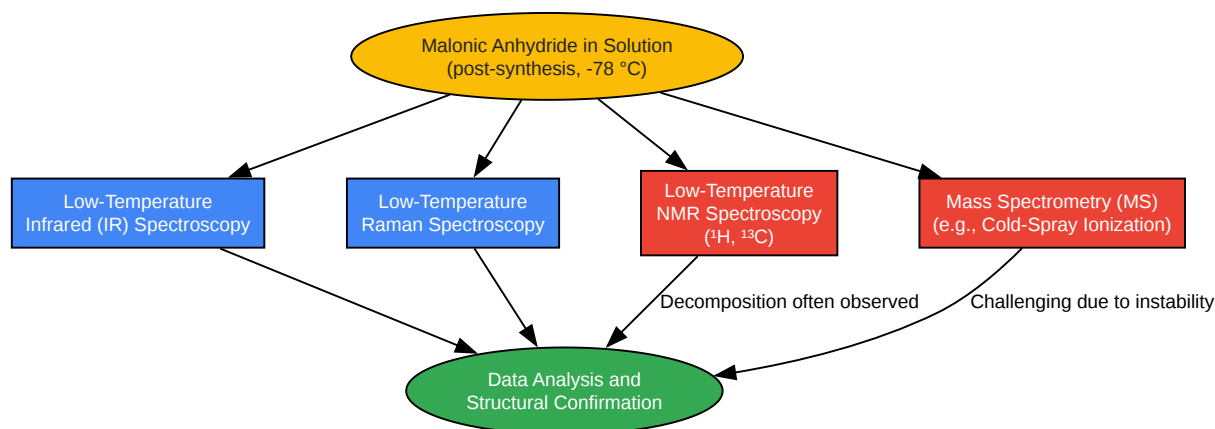 Malonic Anhydride in Solution
(post-synthesis, -78 °C)
Low-Temperature
Infrared (IR) Spectroscopy
Low-Temperature
Raman Spectroscopy
Low-Temperature
NMR Spectroscopy
(¹H, ¹³C)
Mass Spectrometry (MS)
(e.g., Cold-Spray Ionization)
Decomposition often observed
Challenging due to instability
Data Analysis and
Structural Confirmation